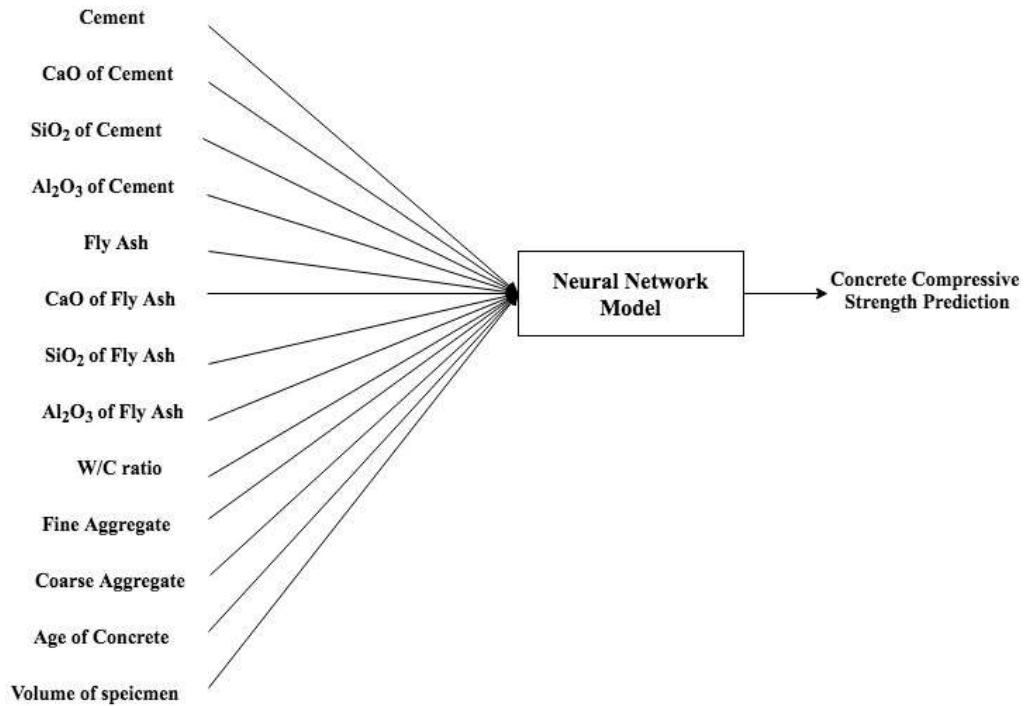 Cement
CaO of Cement
SiO₂ of Cement
Al₂O₃ of Cement
Fly Ash
CaO of Fly Ash
SiO₂ of Fly Ash
Al₂O₃ of Fly Ash
W/C ratio
Fine Aggregate
Coarse Aggregate
Age of Concrete
Volume of speicmen
Neural Network
Model
Concrete Compressive
Strength Prediction